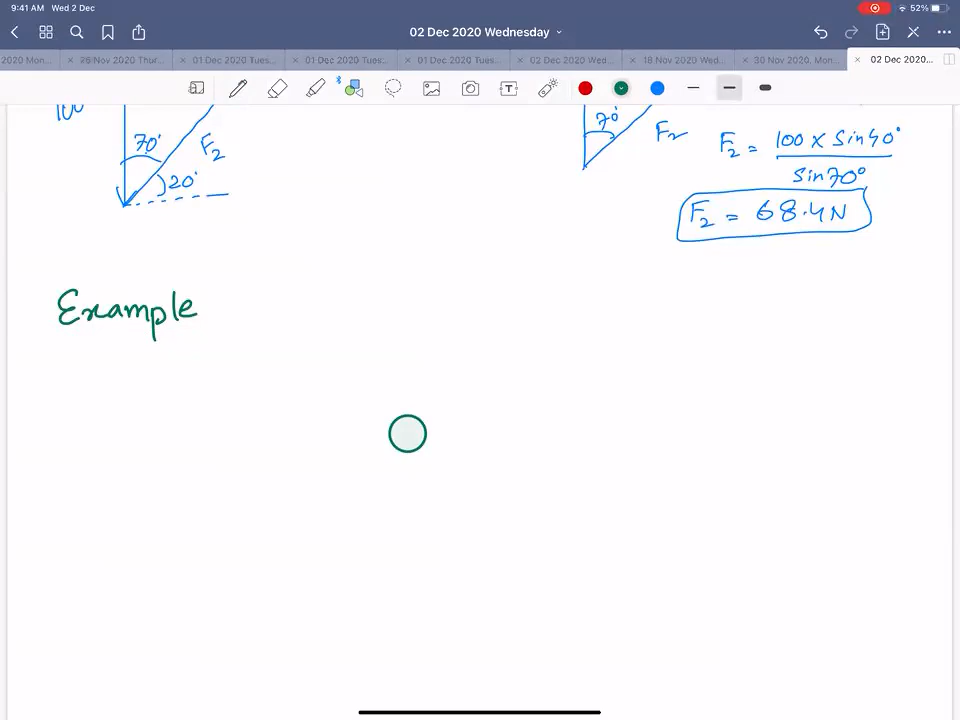 9:41 AM Wed 2 Dec
52%
02 Dec 2020 Wednesday
2020 Mon...
26 Nov 2020 Thur...
01 Dec 2020 Tues...
01 Dec 2020 Tues...
01 Dec 2020 Tues...
02 Dec 2020 Wed...
18 Nov 2020 Wed...
30 Nov 2020, Mon...
02 Dec 2020...
T
100
70°
F₂
20°
70°
F₂
F₂ = 100 × Sin40°
Sin70°
F₂ = 68.4N
Example